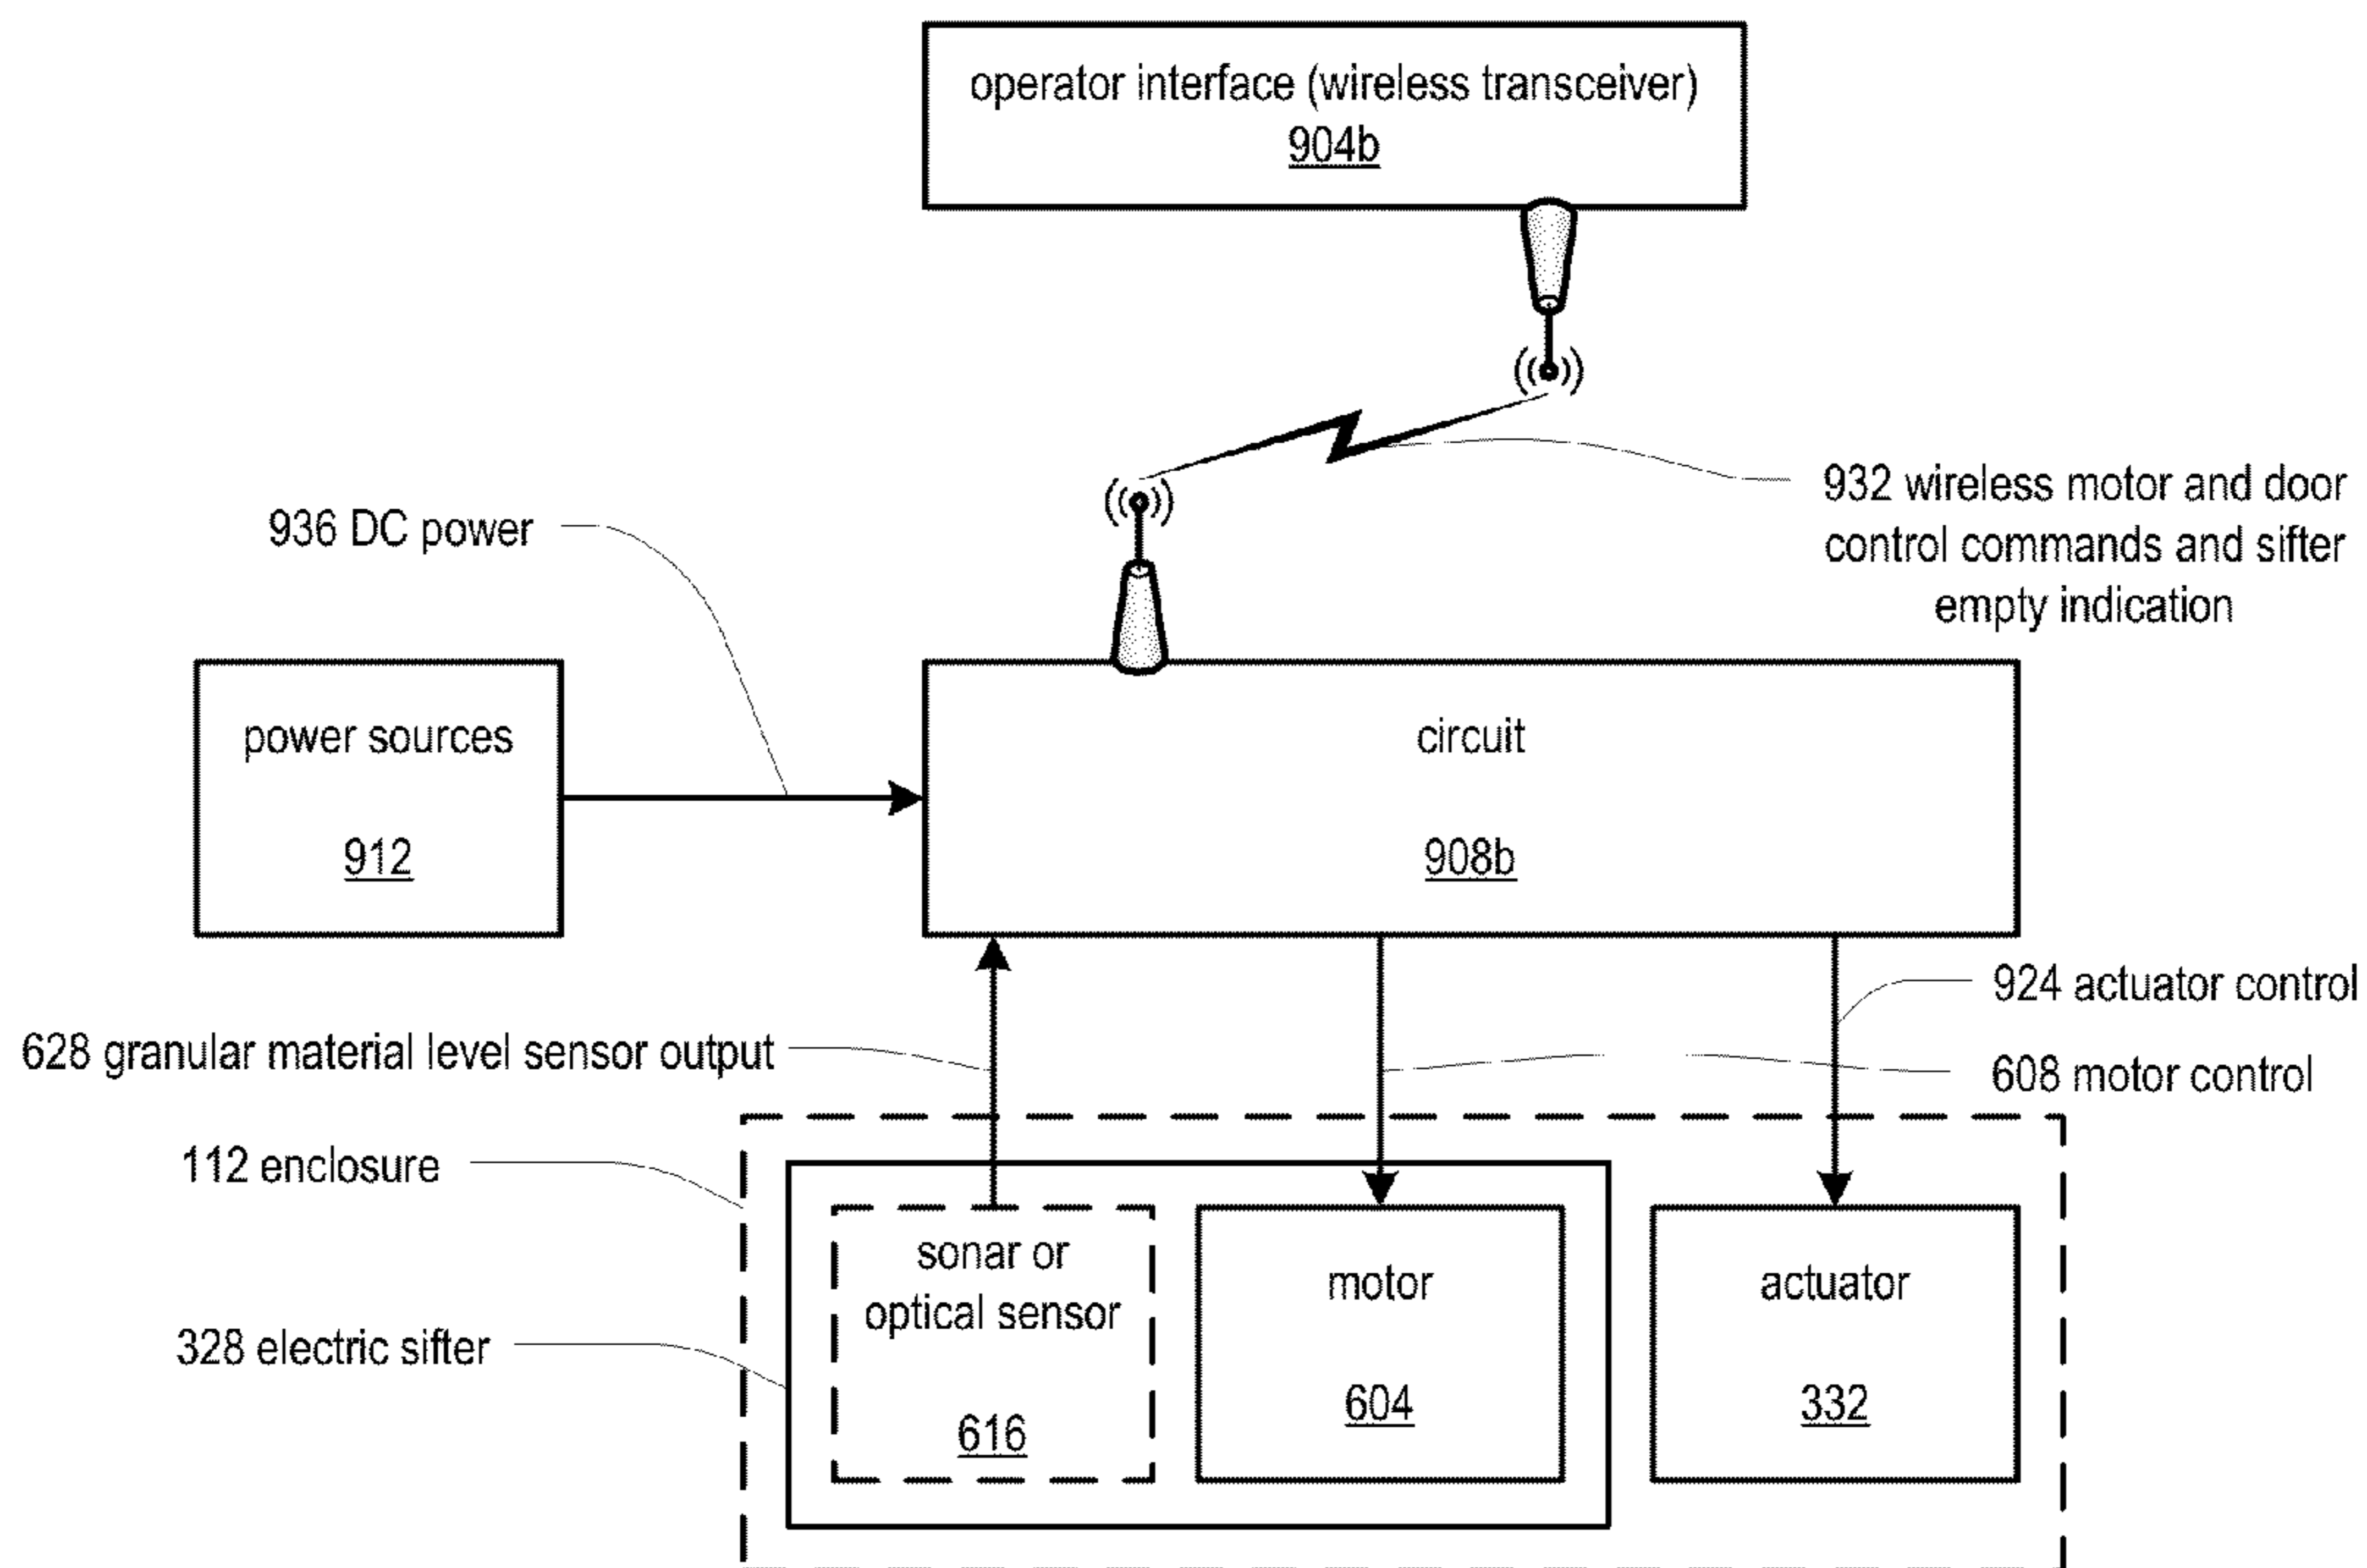 operator interface (wireless transceiver)
904b
932 wireless motor and door
control commands and sifter
empty indication
936 DC power
power sources
912
circuit
908b
924 actuator control
628 granular material level sensor output
608 motor control
112 enclosure
328 electric sifter
sonar or
optical sensor
616
motor
604
actuator
332